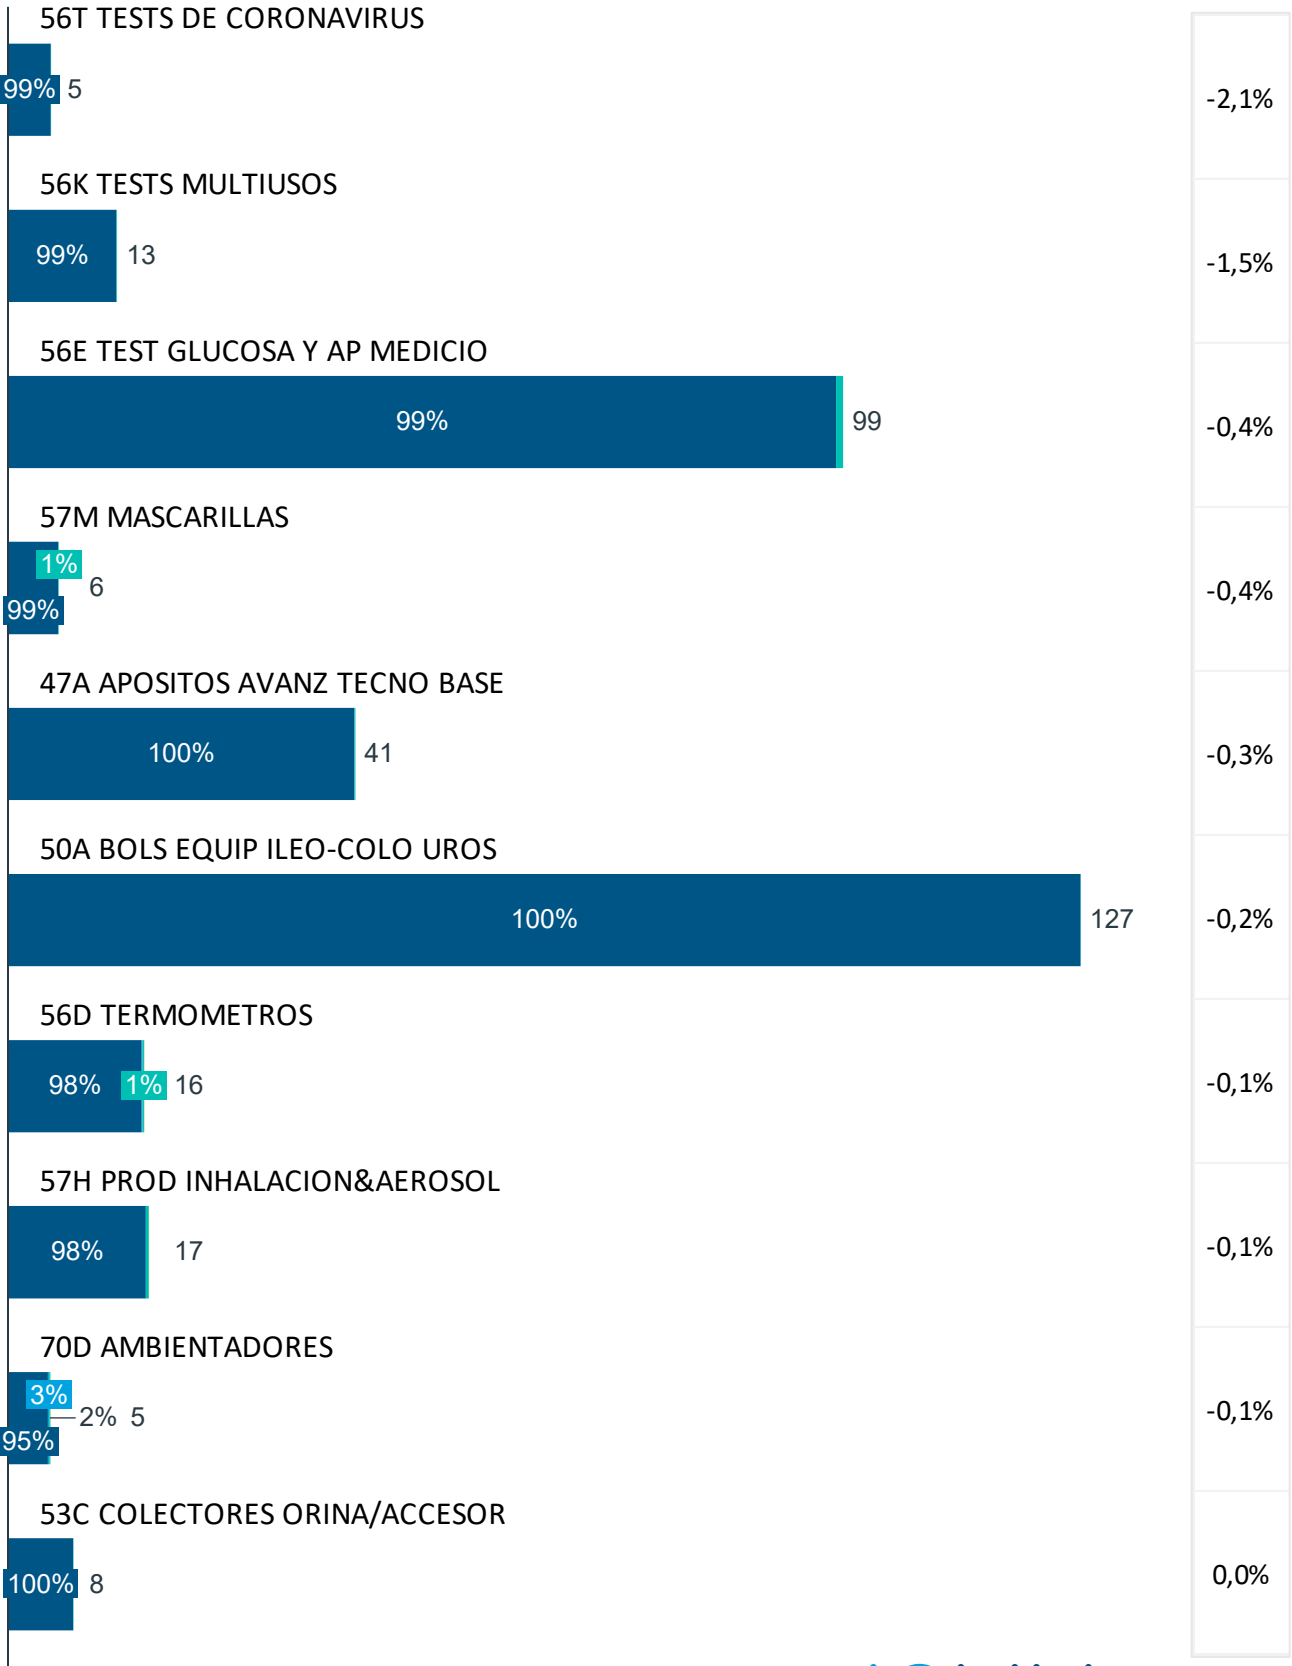 56T TESTS DE CORONAVIRUS
99% 5
-2,1%
56K TESTS MULTIUSOS
99% 13
-1,5%
56E TEST GLUCOSA Y AP MEDICIO
99% 99
-0,4%
57M MASCARILLAS
1%
6
99%
-0,4%
47A APOSITOS AVANZ TECNO BASE
100% 41
-0,3%
50A BOLS EQUIP ILEO-COLO UROS
100% 127
-0,2%
56D TERMOMETROS
98% 1% 16
-0,1%
57H PROD INHALACION&AEROSOL
98% 17
-0,1%
70D AMBIENTADORES
3%
2% 5
95%
-0,1%
53C COLECTORES ORINA/ACCESOR
100% 8
0,0%